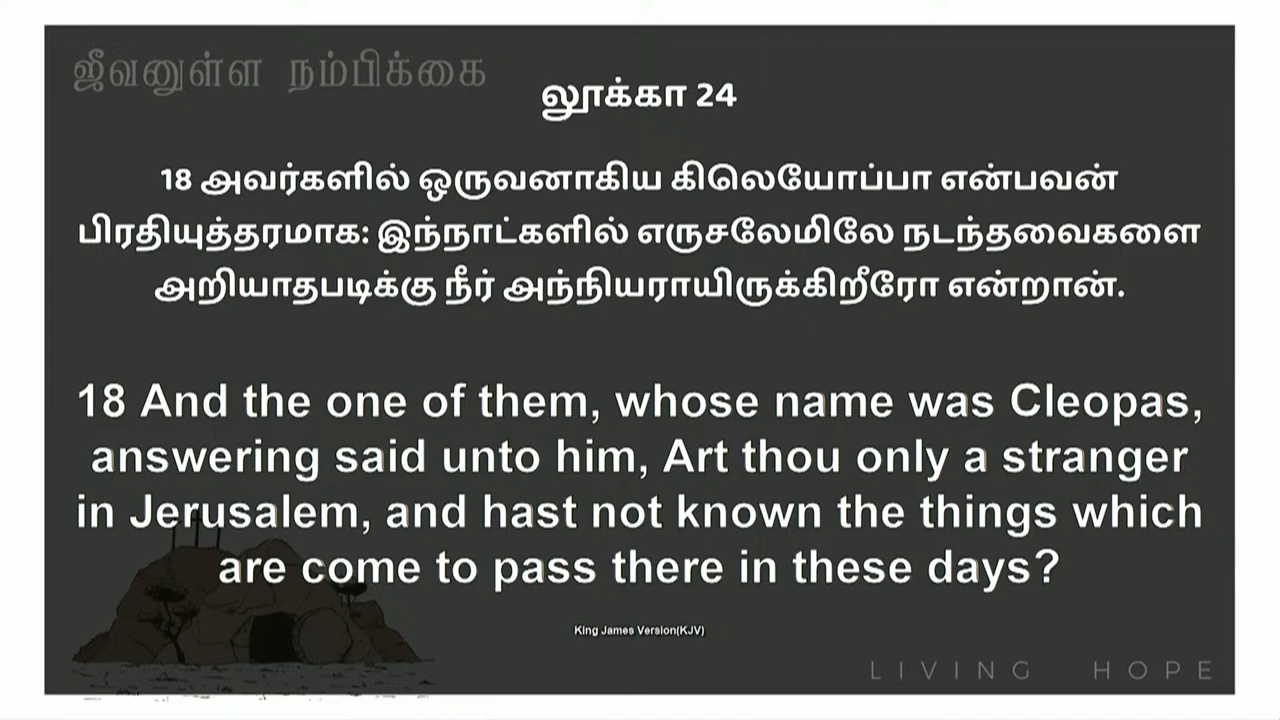 ஜீவனுள்ள நம்பிக்கை
லூக்கா 24
18 அவர்களில் ஒருவனாகிய கிலெயோப்பா என்பவன்
பிரதியுத்தரமாக: இந்நாட்களில் எருசலேமிலே நடந்தவைகளை
அறியாதபடிக்கு நீர் அந்நியராயிருக்கிறீரோ என்றான்.
18 And the one of them, whose name was Cleopas,
answering said unto him, Art thou only a stranger
in Jerusalem, and hast not known the things which
are come to pass there in these days?
King James Version(KJV)
LIVING HOPE